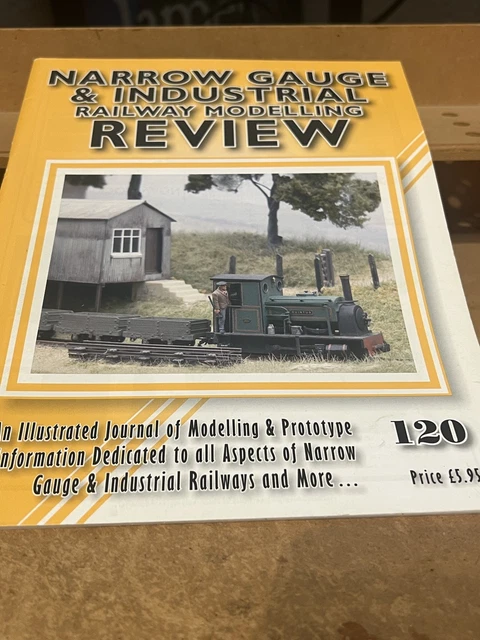 NARROW GAUGE
& INDUSTRIAL
RAILWAY MODELLING
REVIEW
An Illustrated Journal of Modelling & Prototype
Information Dedicated to all Aspects of Narrow
Gauge & Industrial Railways and More ...
120
Price £5.95